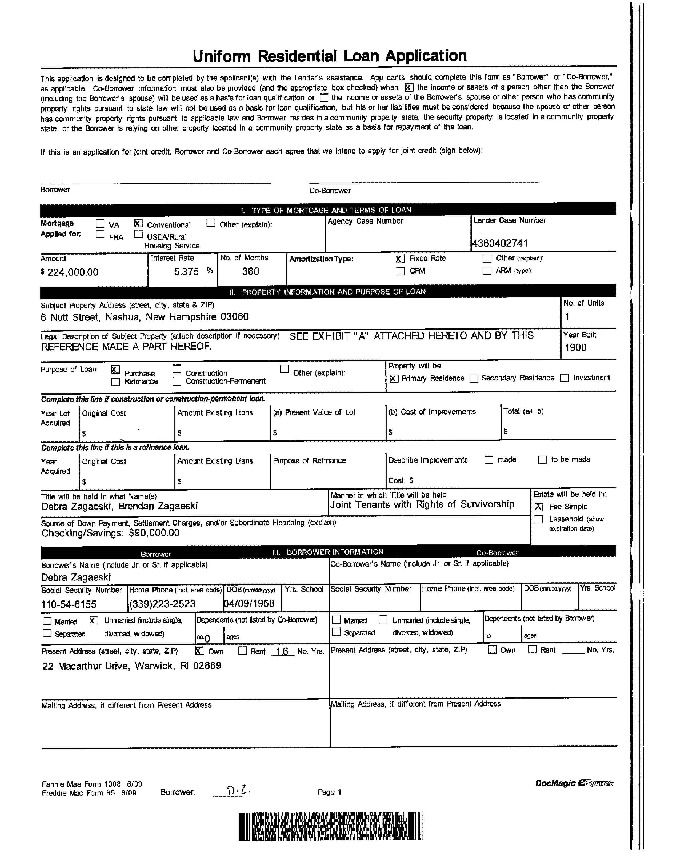 Uniform Residential Loan Application
This application is designed to be completed by the applicant(s) with the Lender's assistance. Applicants should complete this form as "Borrower" or "Co-Borrower,"
as applicable. Co-Borrower information must also be provided (and the appropriate box checked) when X the income or assets of a person other than the Borrower
(including the Borrower's spouse) will be used as a basis for loan qualification or the income or assets of the Borrower's spouse or other person who has community
property rights pursuant to state law will not be used as a basis for loan qualification, but his or her liabilities must be considered because the spouse or other person
has community property rights pursuant to applicable law and Borrower resides in a community property state, the security property is located in a community property
state, or the Borrower is relying on other property located in a community property state as a basis for repayment of the loan.
If this is an application for joint credit, Borrower and Co-Borrower each agree that we intend to apply for joint credit (sign below):
Borrower Co-Borrower
I. TYPE OF MORTGAGE AND TERMS OF LOAN
Mortgage Applied for: VA X Conventional Other (explain): Agency Case Number Lender Case Number
FHA USDA/Rural Housing Service 4360402741
Amount Interest Rate No. of Months Amortization Type: X Fixed Rate Other (explain):
$ 224,000.00 5.375 % 360 GPM ARM (type):
II. PROPERTY INFORMATION AND PURPOSE OF LOAN
Subject Property Address (street, city, state & ZIP) No. of Units
6 Nutt Street, Nashua, New Hampshire 03060 1
Legal Description of Subject Property (attach description if necessary) SEE EXHIBIT "A" ATTACHED HERETO AND BY THIS Year Built
REFERENCE MADE A PART HEREOF. 1900
Purpose of Loan X Purchase Construction Other (explain): Property will be:
Refinance Construction-Permanent X Primary Residence Secondary Residence Investment
Complete this line if construction or construction-permanent loan.
Year Lot Acquired Original Cost Amount Existing Liens (a) Present Value of Lot (b) Cost of Improvements Total (a+b)
$ $ $ $ $
Complete this line if this is a refinance loan.
Year Acquired Original Cost Amount Existing Liens Purpose of Refinance Describe Improvements made to be made
$ $ Cost: $
Title will be held in what Name(s) Manner in which Title will be held Estate will be held in:
Debra Zagaeski, Brendan Zagaeski Joint Tenants with Rights of Survivorship X Fee Simple
Source of Down Payment, Settlement Charges, and/or Subordinate Financing (explain) Leasehold (show expiration date)
Checking/Savings: $90,000.00
Borrower III. BORROWER INFORMATION Co-Borrower
Borrower's Name (include Jr. or Sr. if applicable) Co-Borrower's Name (include Jr. or Sr. if applicable)
Debra Zagaeski
Social Security Number Home Phone (incl. area code) DOB (mm/dd/yyyy) Yrs. School Social Security Number Home Phone (incl. area code) DOB (mm/dd/yyyy) Yrs. School
110-54-6155 (339)223-2523 04/09/1958
Married X Unmarried (include single, Dependents (not listed by Co-Borrower) Married Unmarried (include single, Dependents (not listed by Borrower)
Separated divorced, widowed) no. 0 ages Separated divorced, widowed) no. ages
Present Address (street, city, state, ZIP) X Own Rent 16 No. Yrs. Present Address (street, city, state, ZIP) Own Rent No. Yrs.
22 Macarthur Drive, Warwick, RI 02889
Mailing Address, if different from Present Address Mailing Address, if different from Present Address
Fannie Mae Form 1003 6/09
Freddie Mac Form 65 6/09 Borrower: D.Z. Page 1
DocMagic